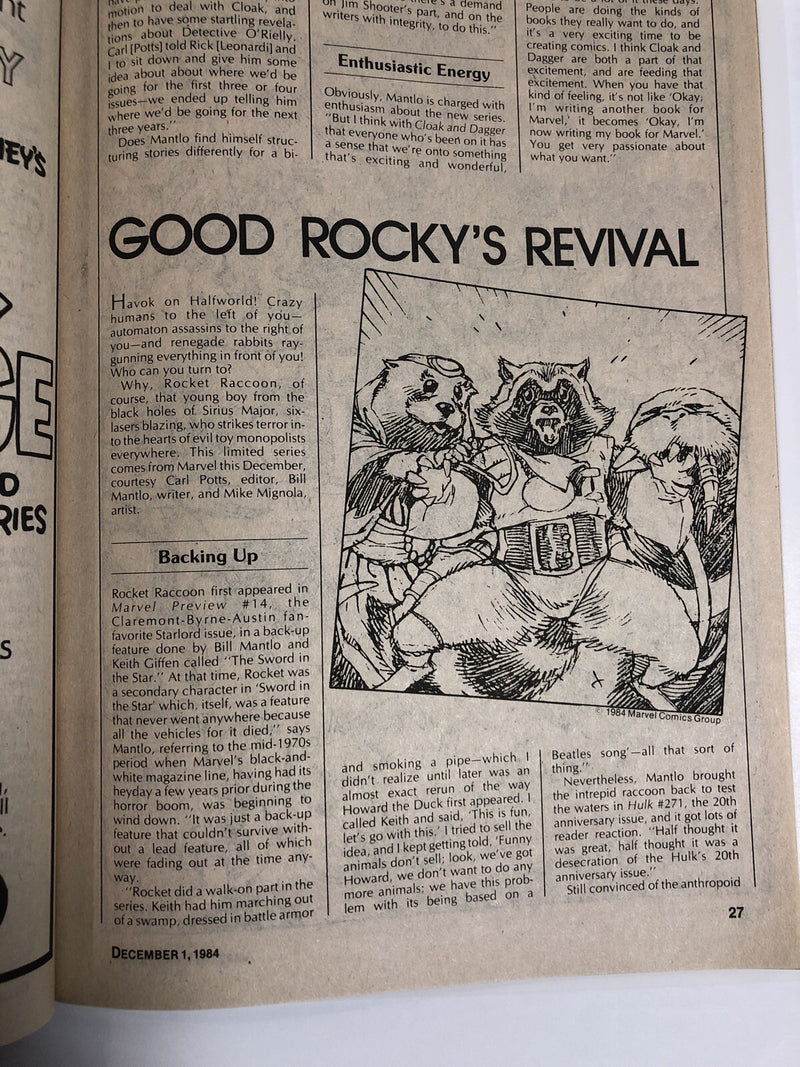 nt
Y
NEY'S
GE
O
RIES
S
motion to deal with Cloak, and
then to have some startling revela-
tions about Detective O'Rielly.
Carl [Potts] told Rick [Leonardi] and
I to sit down and give him some
idea about about where we'd be
going for the first three or four
issues—we ended up telling him
where we'd be going for the next
three years."
Does Mantlo find himself struc-
turing stories differently for a bi-
there's a demand
on Jim Shooter's part, and on the
writers with integrity, to do this."
Enthusiastic Energy
Obviously, Mantlo is charged with
enthusiasm about the new series.
"But I think with Cloak and Dagger
that everyone who's been on it has
a sense that we're onto something
that's exciting and wonderful,
these days.
People are doing the kinds of
books they really want to do, and
it's a very exciting time to be
creating comics. I think Cloak and
Dagger are both a part of that
excitement, and are feeding that
excitement. When you have that
kind of feeling, it's not like 'Okay,
I'm writing another book for
Marvel,' it becomes 'Okay, I'm
now writing my book for Marvel.'
You get very passionate about
what you want."
GOOD ROCKY'S REVIVAL
Havok on Halfworld! Crazy
humans to the left of you—
automaton assassins to the right of
you—and renegade rabbits ray-
gunning everything in front of you!
Who can you turn to?
Why, Rocket Raccoon, of
course, that young boy from the
black holes of Sirius Major, six-
lasers blazing, who strikes terror in-
to the hearts of evil toy monopolists
everywhere. This limited series
comes from Marvel this December,
courtesy Carl Potts, editor, Bill
Mantlo, writer, and Mike Mignola,
artist.
Backing Up
Rocket Raccoon first appeared in
Marvel Preview #14, the
Claremont-Byrne-Austin fan-
favorite Starlord issue, in a back-up
feature done by Bill Mantlo and
Keith Giffen called "The Sword in
the Star." At that time, Rocket was
a secondary character in 'Sword in
the Star' which, itself, was a feature
that never went anywhere because
all the vehicles for it died," says
Mantlo, referring to the mid-1970s
period when Marvel's black-and-
white magazine line, having had its
heyday a few years prior during the
horror boom, was beginning to
wind down. "It was just a back-up
feature that couldn't survive with-
out a lead feature, all of which
were fading out at the time any-
way.
"Rocket did a walk-on part in the
series. Keith had him marching out
of a swamp, dressed in battle armor
© 1984 Marvel Comics Group
and smoking a pipe—which I
didn't realize until later was an
almost exact rerun of the way
Howard the Duck first appeared. I
called Keith and said, 'This is fun,
let's go with this.' I tried to sell the
idea, and I kept getting told, 'Funny
animals don't sell; look, we've got
Howard, we don't want to do any
more animals; we have this prob-
lem with its being based on a
Beatles song'—all that sort of
thing."
Nevertheless, Mantlo brought
the intrepid raccoon back to test
the waters in Hulk #271, the 20th
anniversary issue, and it got lots of
reader reaction. "Half thought it
was great, half thought it was a
desecration of the Hulk's 20th
anniversary issue."
Still convinced of the anthropoid
27
DECEMBER 1, 1984